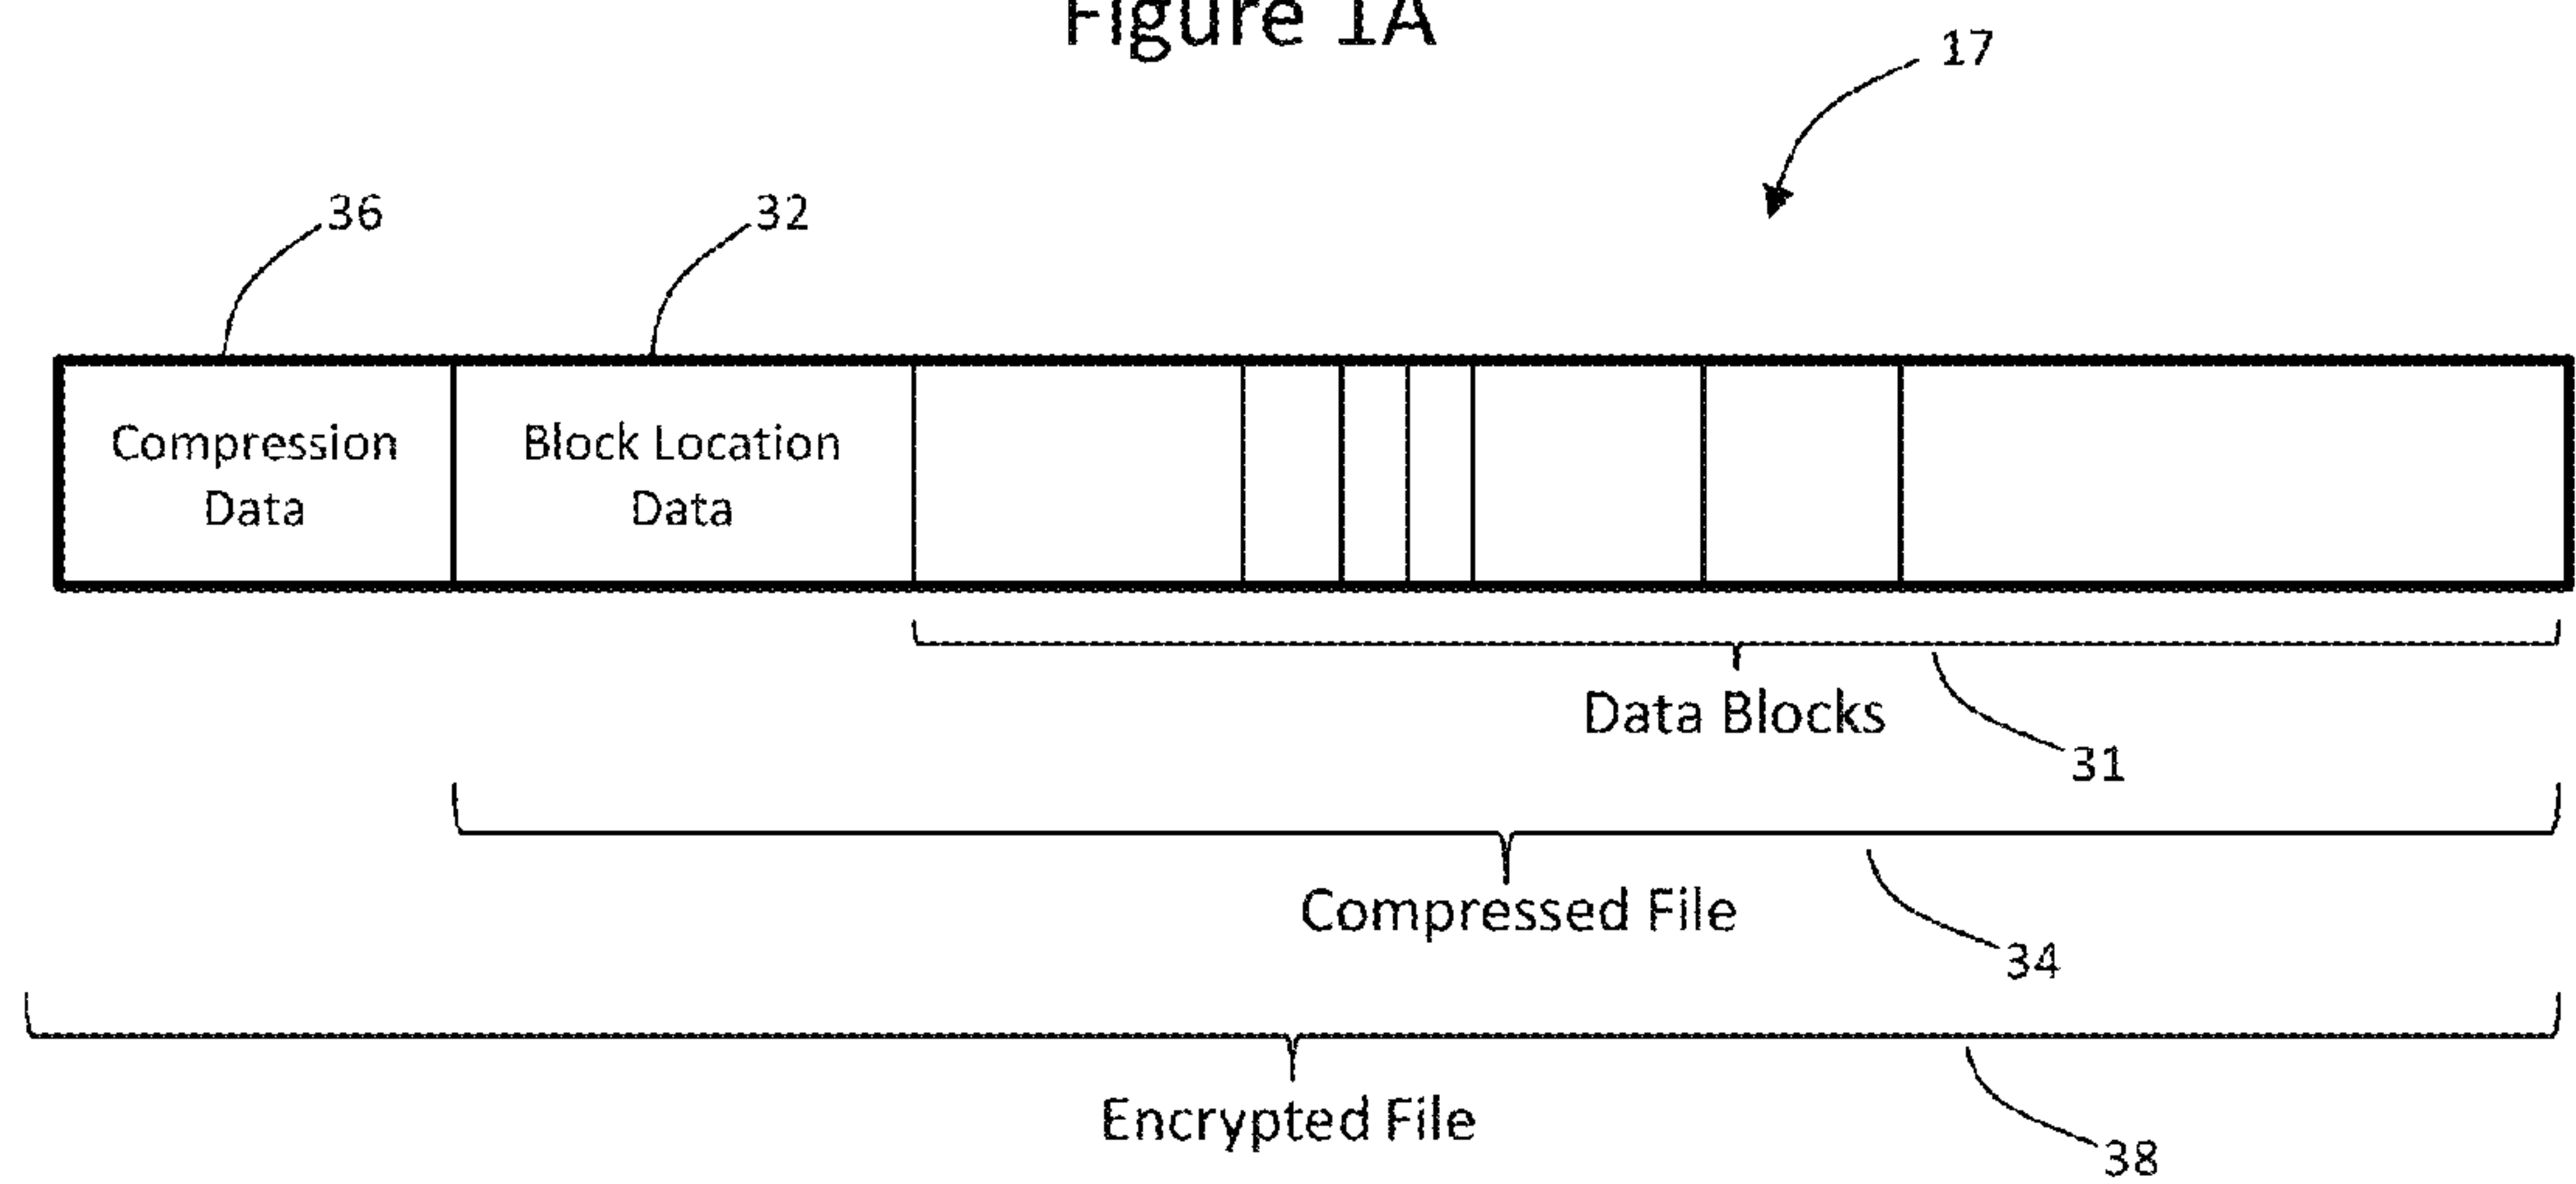 Figure 1A
17
36
32
Compression
Data
Block Location
Data
Data Blocks
31
Compressed File
34
Encrypted File
38